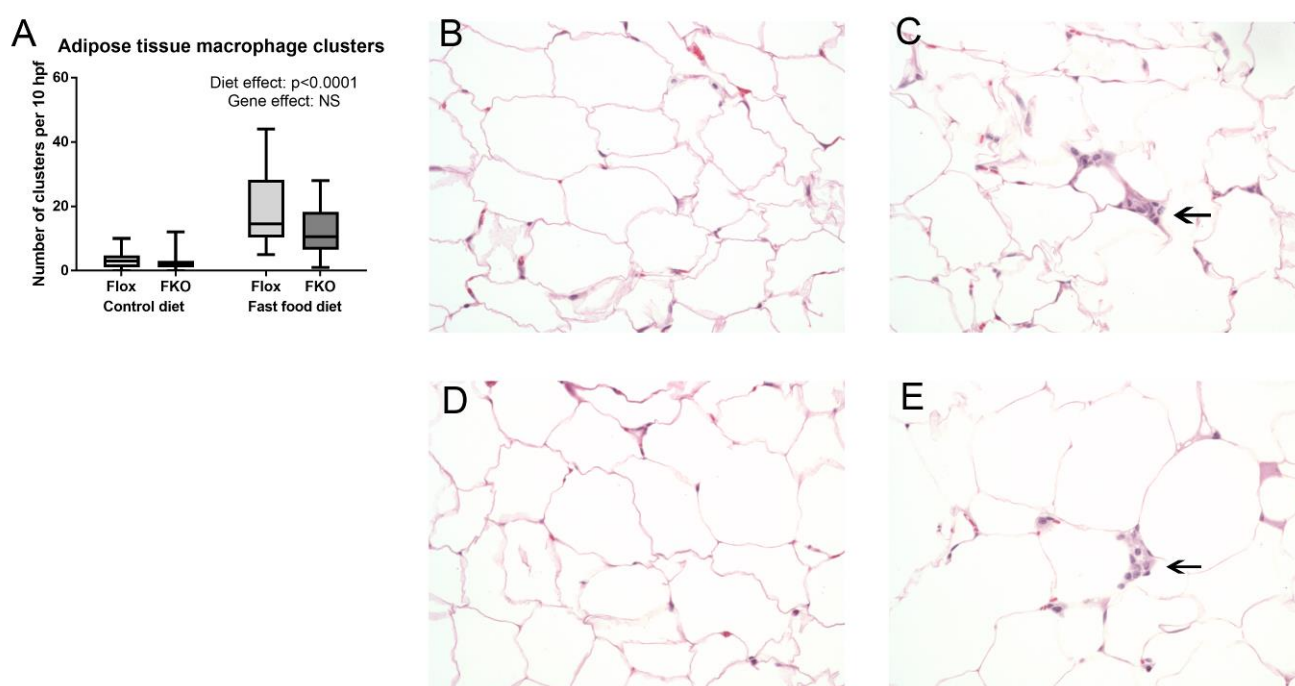 A
Adipose tissue macrophage clusters
Diet effect: p<0.0001
Gene effect: NS
Number of clusters per 10 hpf
60
40
20
0
Flox FKO Flox FKO
Control diet Fast food diet
B
C
D
E